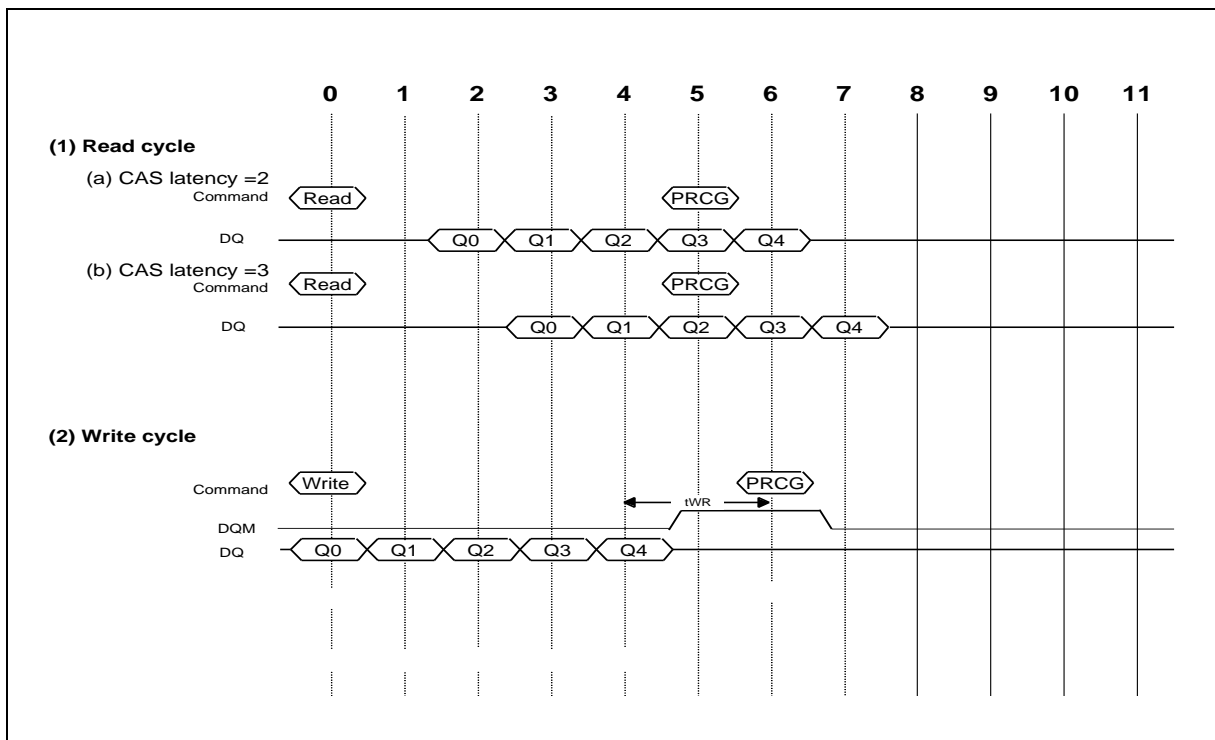 0 1 2 3 4 5 6 7 8 9 10 11
(1) Read cycle
(a) CAS latency =2
Command Read PRCG
DQ Q0 Q1 Q2 Q3 Q4
(b) CAS latency =3
Command Read PRCG
DQ Q0 Q1 Q2 Q3 Q4
(2) Write cycle
Command Write PRCG
tWR
DQM
DQ Q0 Q1 Q2 Q3 Q4